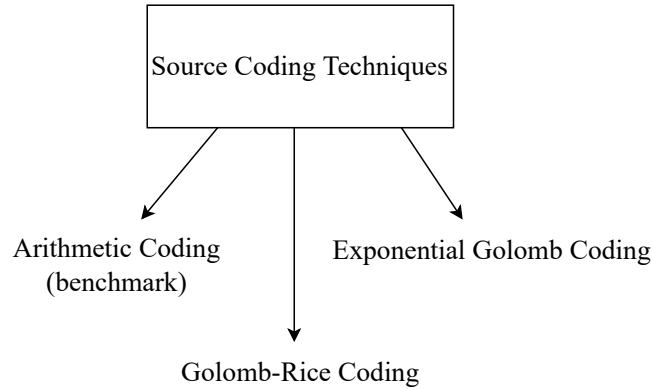 Source Coding Techniques
Arithmetic Coding
(benchmark)
Exponential Golomb Coding
Golomb-Rice Coding